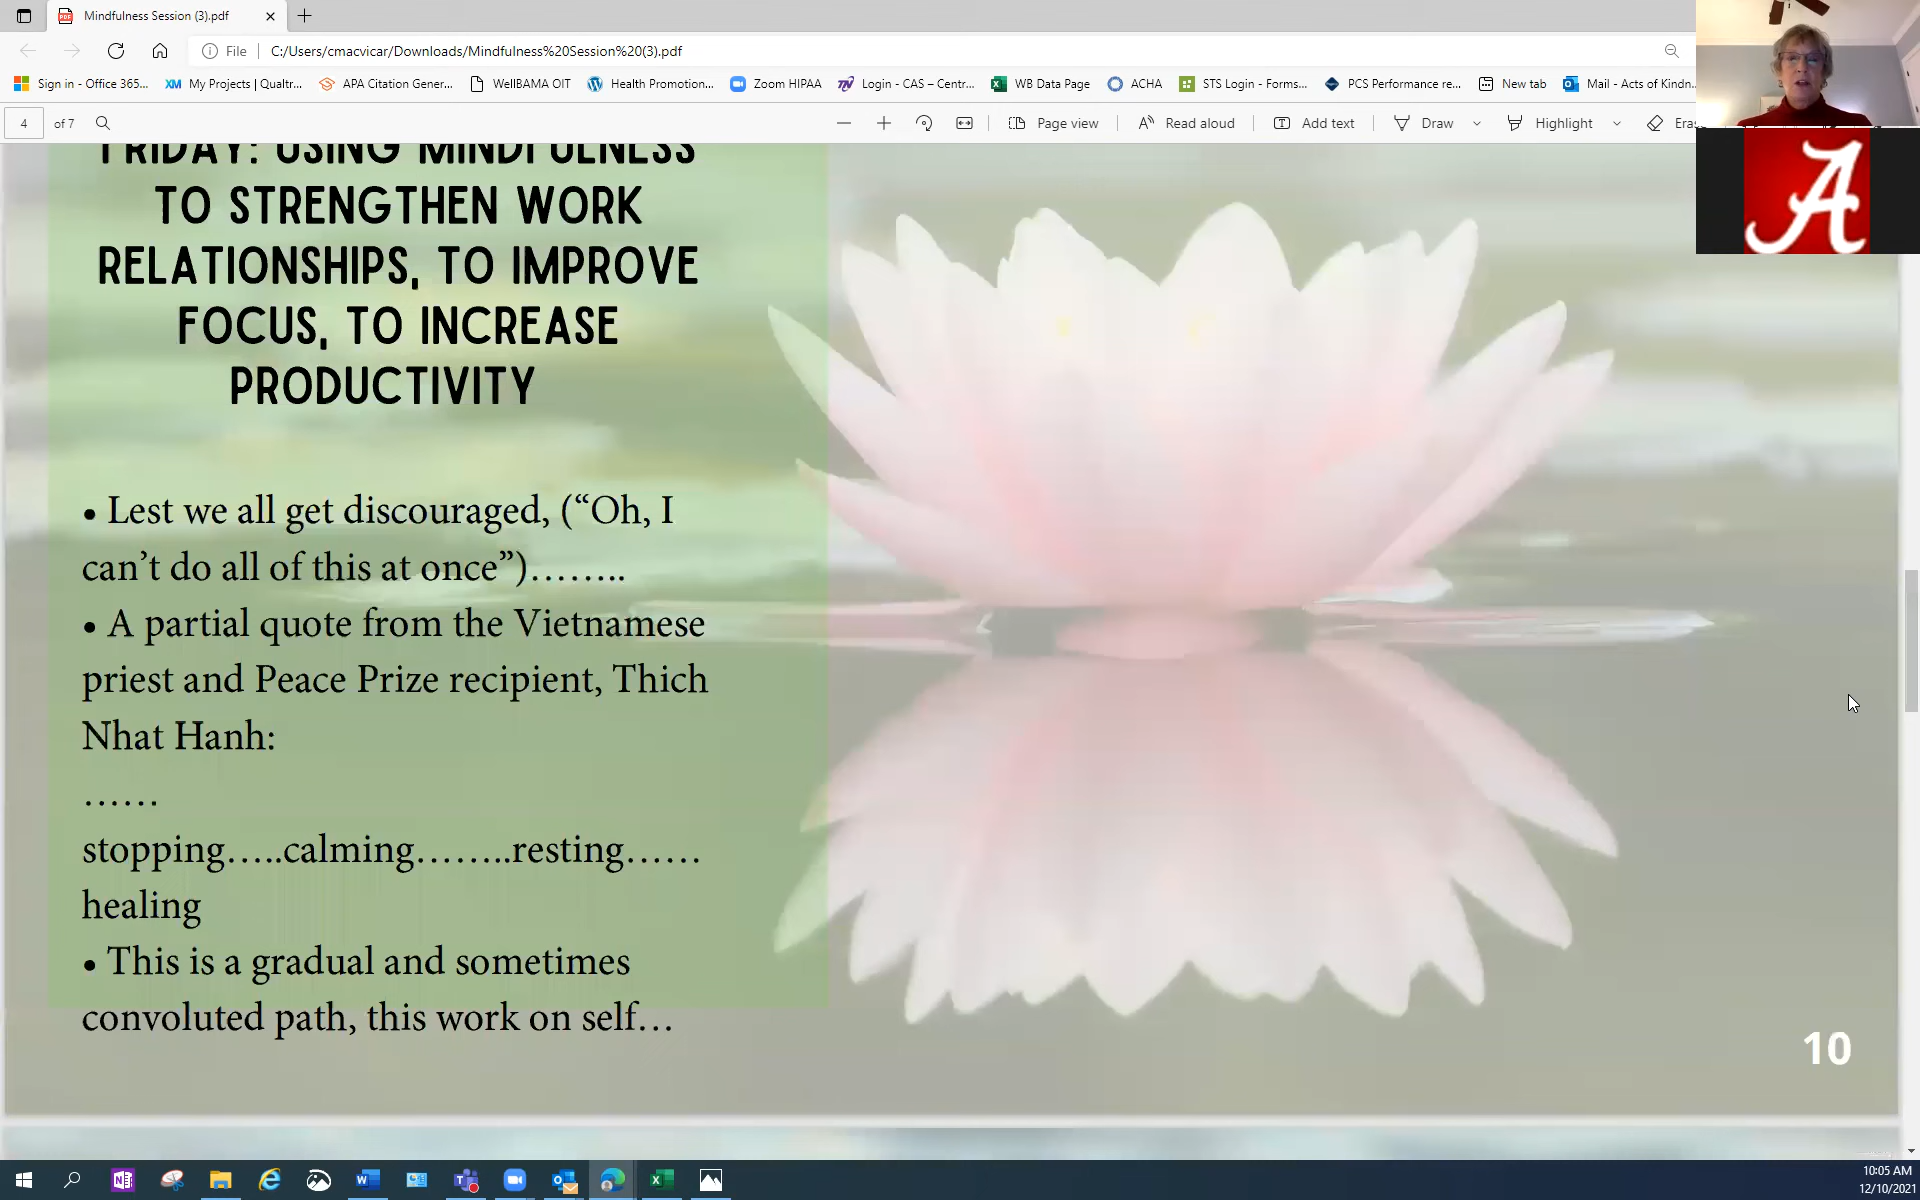 Mindfulness Session (3).pdf
File
C:/Users/cmacvicar/Downloads/Mindfulness%20Session%20(3).pdf
Sign in - Office 365... XM My Projects | Qualtr... APA Citation Gener... WellBAMA OIT Health Promotion... Zoom HIPAA Login - CAS – Centr... WB Data Page ACHA STS Login - Forms... PCS Performance re... New tab Mail - Acts of Kindn...
4 of 7 Page view Read aloud Add text Draw Highlight
A
FRIDAY: USING MINDFULNESS
TO STRENGTHEN WORK
RELATIONSHIPS, TO IMPROVE
FOCUS, TO INCREASE
PRODUCTIVITY
• Lest we all get discouraged, (“Oh, I
can’t do all of this at once”)……..
• A partial quote from the Vietnamese
priest and Peace Prize recipient, Thich
Nhat Hanh:
……
stopping…..calming……..resting……
healing
• This is a gradual and sometimes
convoluted path, this work on self…
10
10:05 AM
12/10/2021